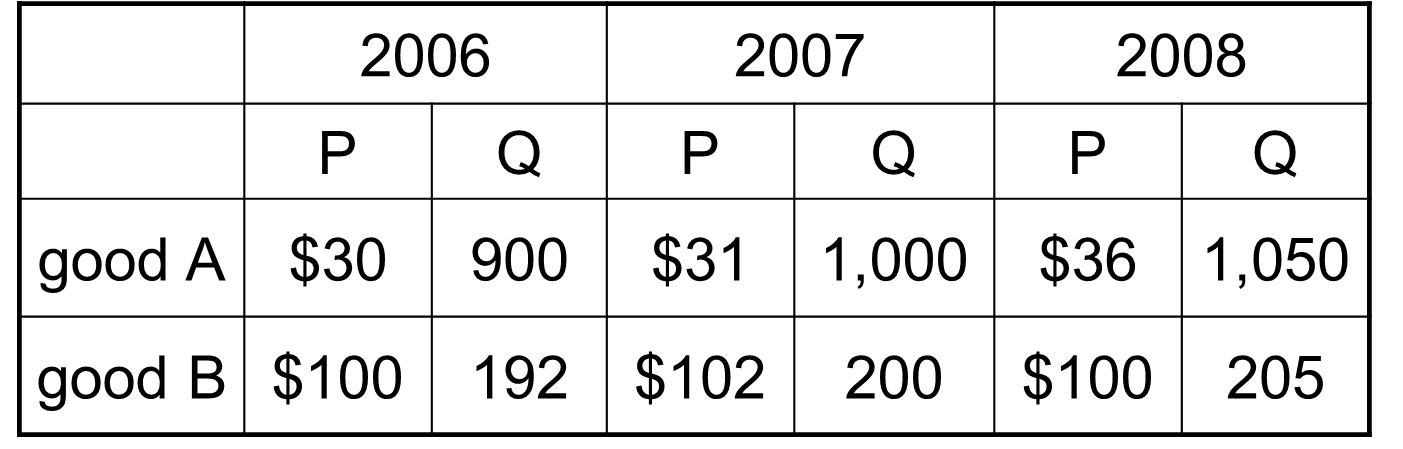 2006 2007 2008
P Q P Q P Q
good A $30 900 $31 1,000 $36 1,050
good B $100 192 $102 200 $100 205